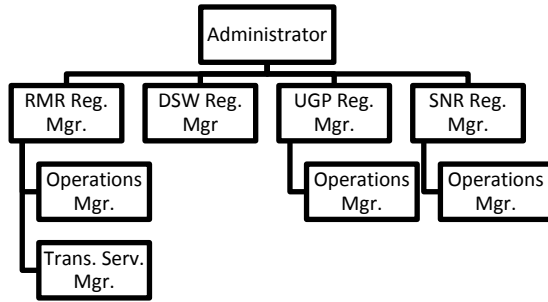 Administrator
RMR Reg.
Mgr.
DSW Reg.
Mgr
UGP Reg.
Mgr.
SNR Reg.
Mgr.
Operations
Mgr.
Operations
Mgr.
Operations
Mgr.
Trans. Serv.
Mgr.